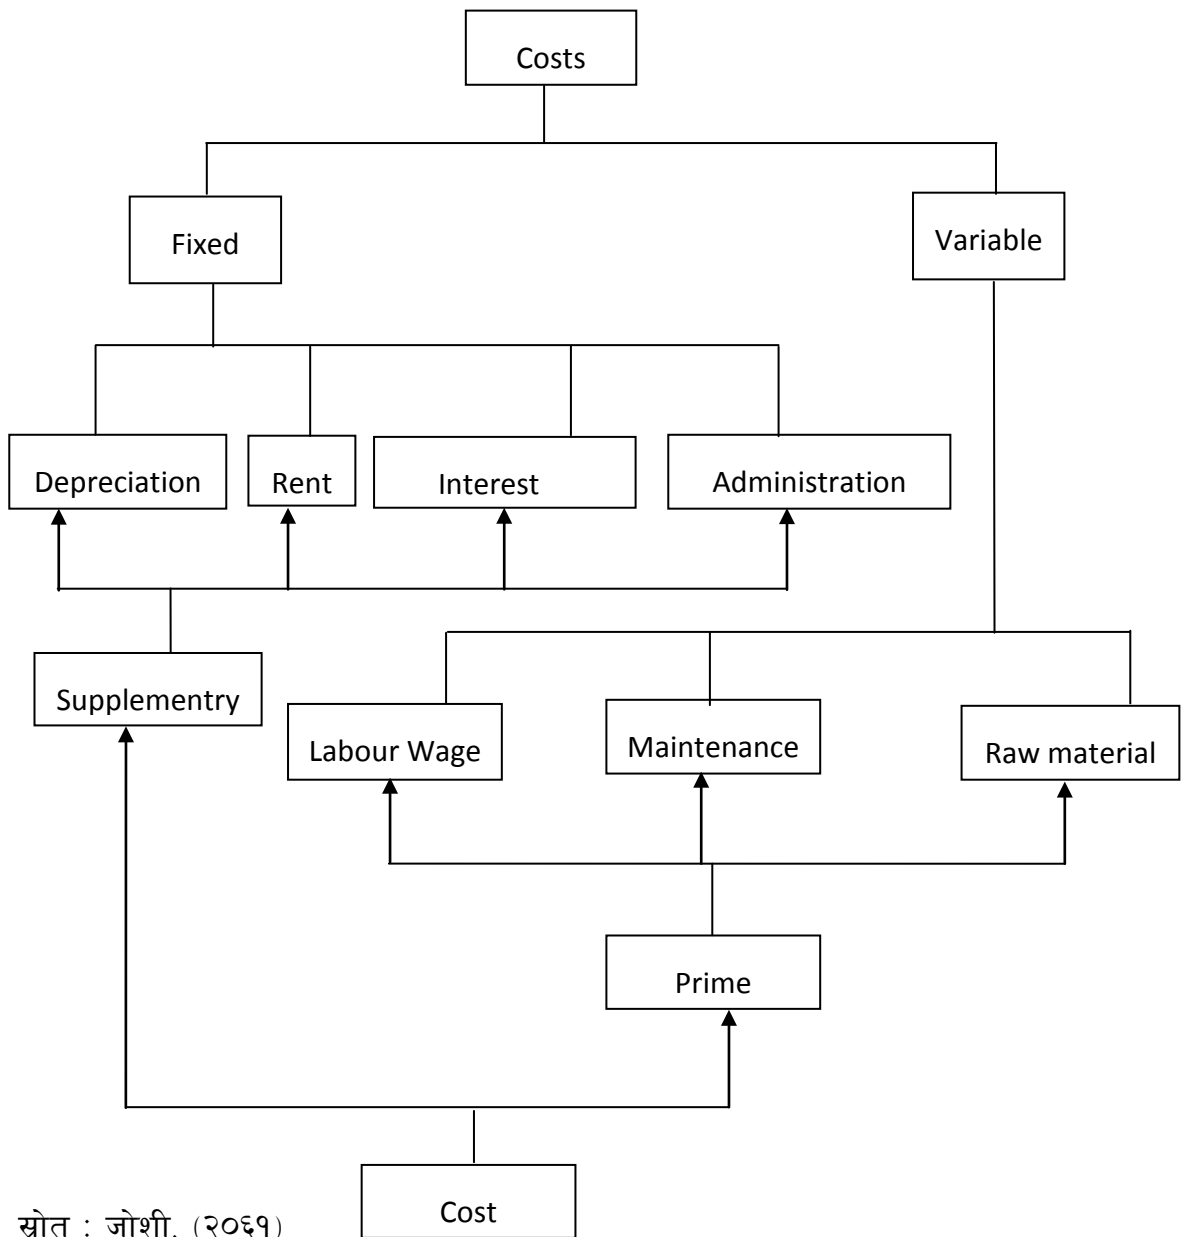 Costs
Fixed
Variable
Depreciation
Rent
Interest
Administration
Supplementry
Labour Wage
Maintenance
Raw material
Prime
Cost
स्रोत : जोशी, (२०६१)